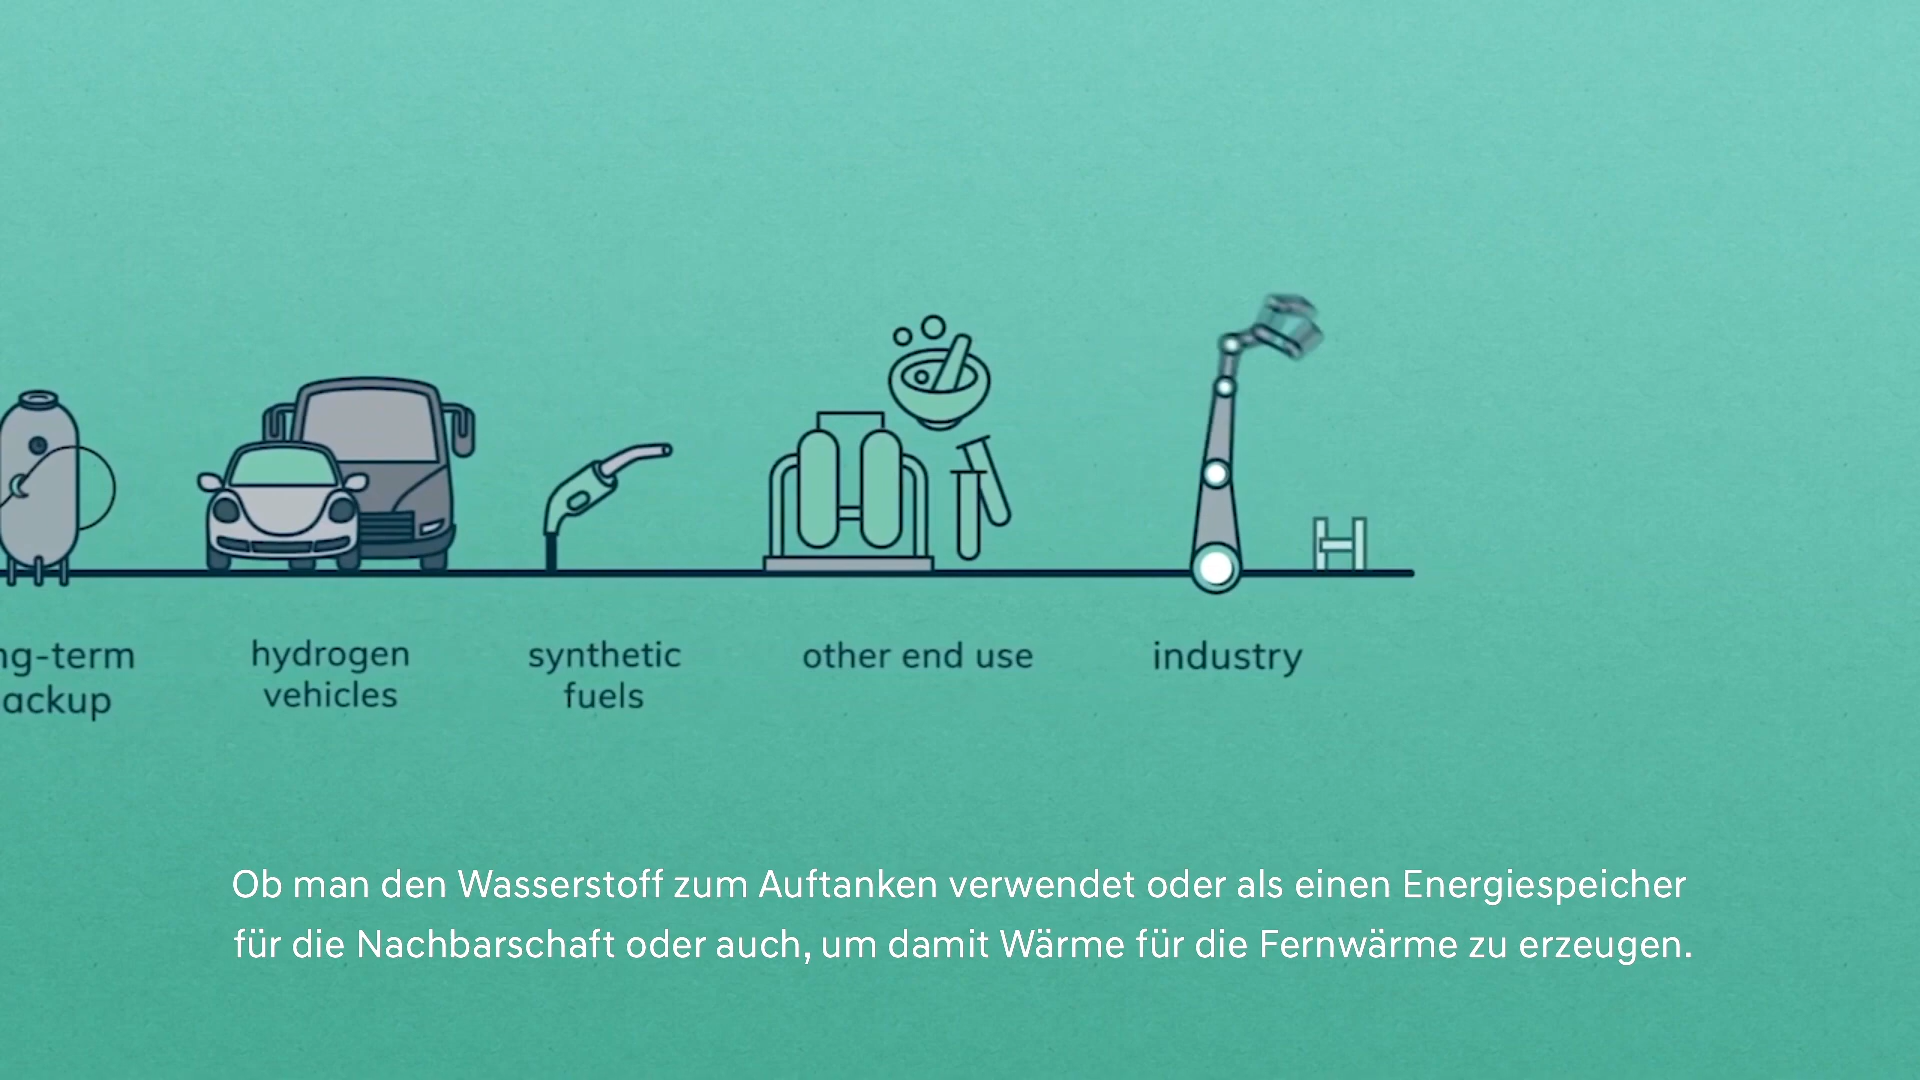 ng-term
ackup
hydrogen
vehicles
synthetic
fuels
other end use
industry
Ob man den Wasserstoff zum Auftanken verwendet oder als einen Energiespeicher
für die Nachbarschaft oder auch, um damit Wärme für die Fernwärme zu erzeugen.